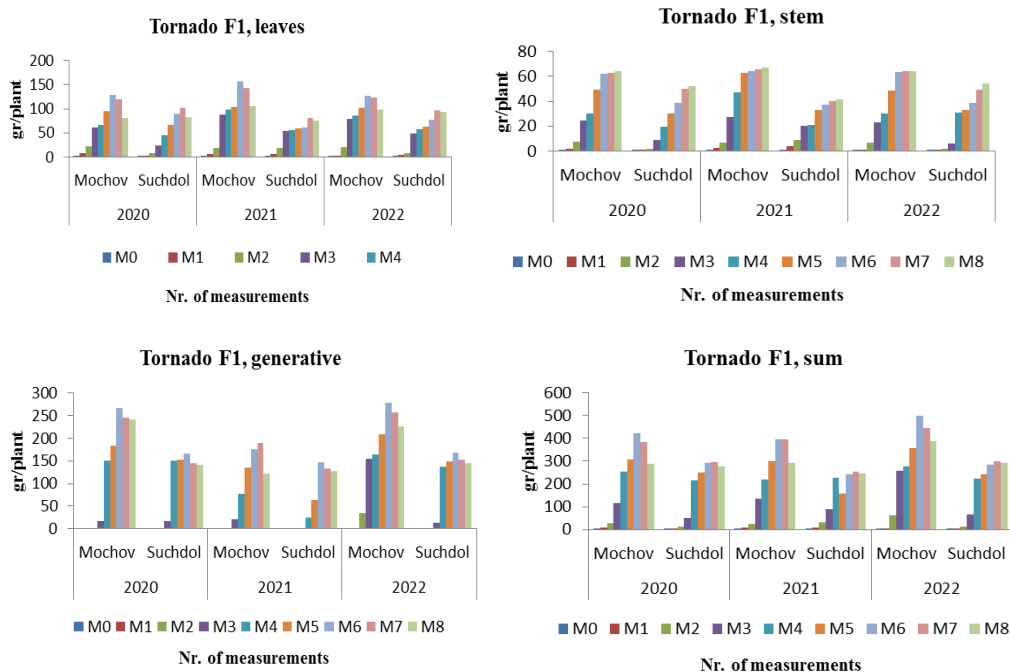 Tornado F1, leaves
gr/plant
200
150
100
50
0
Mochov Suchdol Mochov Suchdol Mochov Suchdol
2020 2021 2022
M0 M1 M2 M3 M4
Nr. of measurements
Tornado F1, stem
gr/plant
80
60
40
20
0
Mochov Suchdol Mochov Suchdol Mochov Suchdol
2020 2021 2022
M0 M1 M2 M3 M4 M5 M6 M7 M8
Nr. of measurements
Tornado F1, generative
gr/plant
300
250
200
150
100
50
0
Mochov Suchdol Mochov Suchdol Mochov Suchdol
2020 2021 2022
M0 M1 M2 M3 M4 M5 M6 M7 M8
Nr. of measurements
Tornado F1, sum
gr/plant
600
500
400
300
200
100
0
Mochov Suchdol Mochov Suchdol Mochov Suchdol
2020 2021 2022
M0 M1 M2 M3 M4 M5 M6 M7 M8
Nr. of measurements